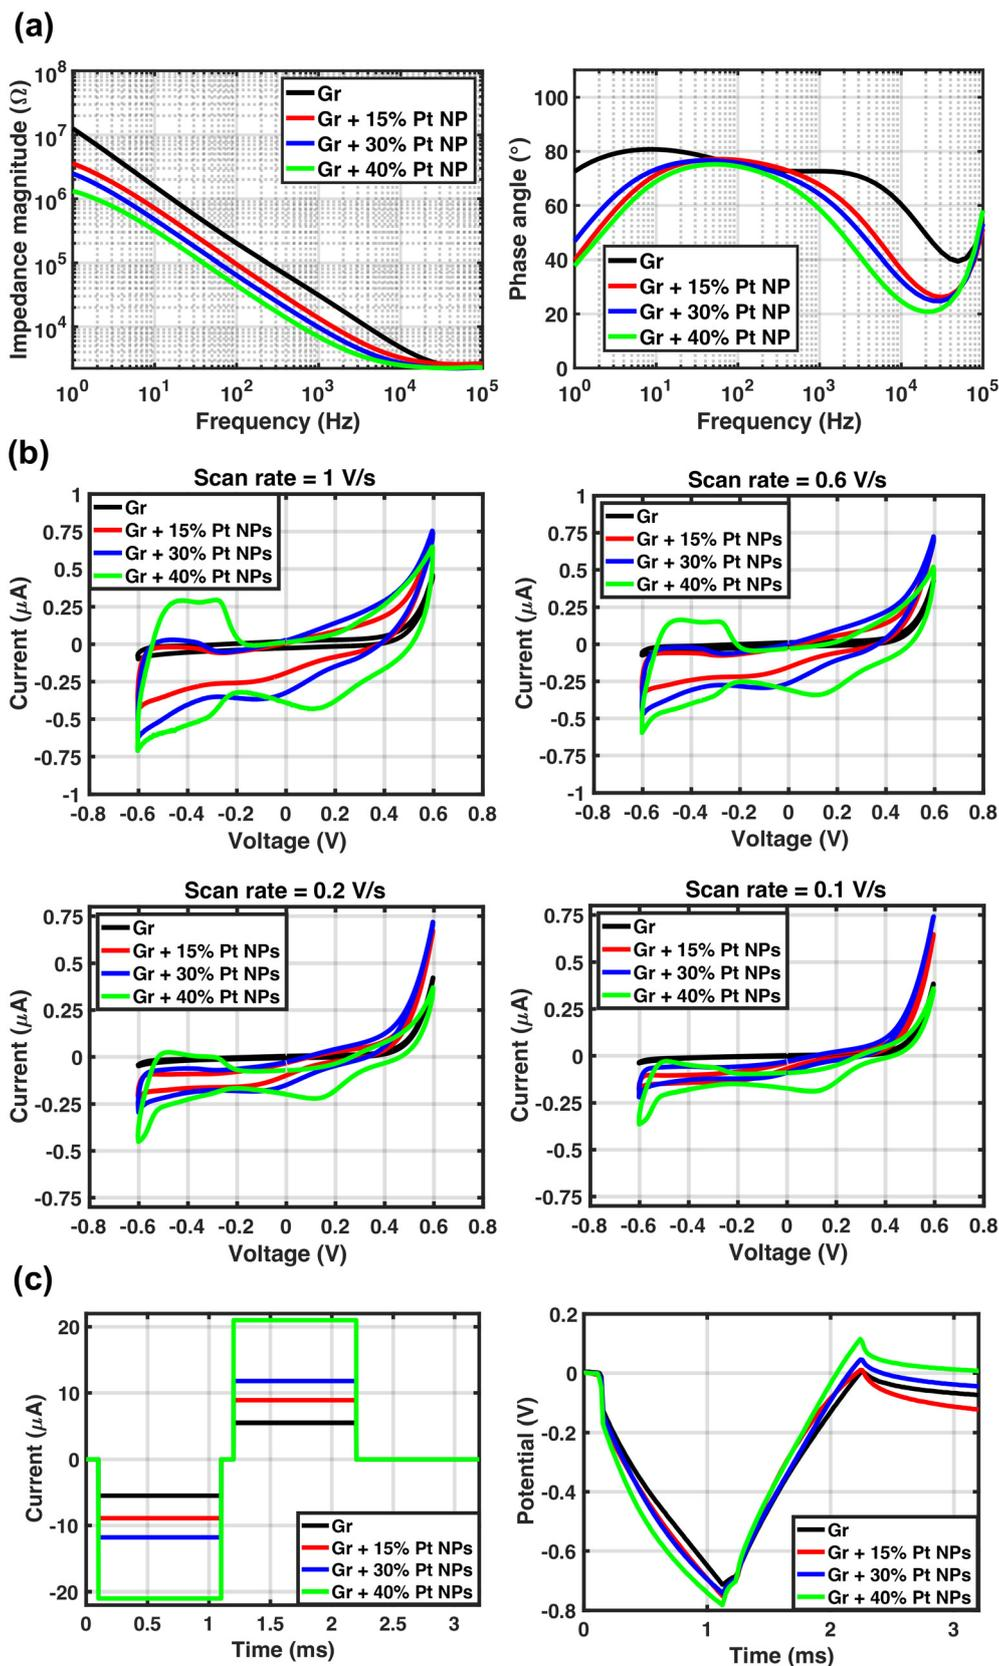 (a)
Impedance magnitude (Ω)
10^8
10^7
10^6
10^5
10^4
Gr
Gr + 15% Pt NP
Gr + 30% Pt NP
Gr + 40% Pt NP
10^0 10^1 10^2 10^3 10^4 10^5
Frequency (Hz)
Phase angle (°)
100
80
60
40
20
0
Gr
Gr + 15% Pt NP
Gr + 30% Pt NP
Gr + 40% Pt NP
10^0 10^1 10^2 10^3 10^4 10^5
Frequency (Hz)
(b)
Scan rate = 1 V/s
Current (μA)
1
0.75
0.5
0.25
0
-0.25
-0.5
-0.75
-1
Gr
Gr + 15% Pt NPs
Gr + 30% Pt NPs
Gr + 40% Pt NPs
-0.8 -0.6 -0.4 -0.2 0 0.2 0.4 0.6 0.8
Voltage (V)
Scan rate = 0.6 V/s
Current (μA)
1
0.75
0.5
0.25
0
-0.25
-0.5
-0.75
-1
Gr
Gr + 15% Pt NPs
Gr + 30% Pt NPs
Gr + 40% Pt NPs
-0.8 -0.6 -0.4 -0.2 0 0.2 0.4 0.6 0.8
Voltage (V)
Scan rate = 0.2 V/s
Current (μA)
0.75
0.5
0.25
0
-0.25
-0.5
-0.75
Gr
Gr + 15% Pt NPs
Gr + 30% Pt NPs
Gr + 40% Pt NPs
-0.8 -0.6 -0.4 -0.2 0 0.2 0.4 0.6 0.8
Voltage (V)
Scan rate = 0.1 V/s
Current (μA)
0.75
0.5
0.25
0
-0.25
-0.5
-0.75
Gr
Gr + 15% Pt NPs
Gr + 30% Pt NPs
Gr + 40% Pt NPs
-0.8 -0.6 -0.4 -0.2 0 0.2 0.4 0.6 0.8
Voltage (V)
(c)
Current (μA)
20
10
0
-10
-20
Gr
Gr + 15% Pt NPs
Gr + 30% Pt NPs
Gr + 40% Pt NPs
0 0.5 1 1.5 2 2.5 3
Time (ms)
Potential (V)
0.2
0
-0.2
-0.4
-0.6
-0.8
Gr
Gr + 15% Pt NPs
Gr + 30% Pt NPs
Gr + 40% Pt NPs
0 1 2 3
Time (ms)